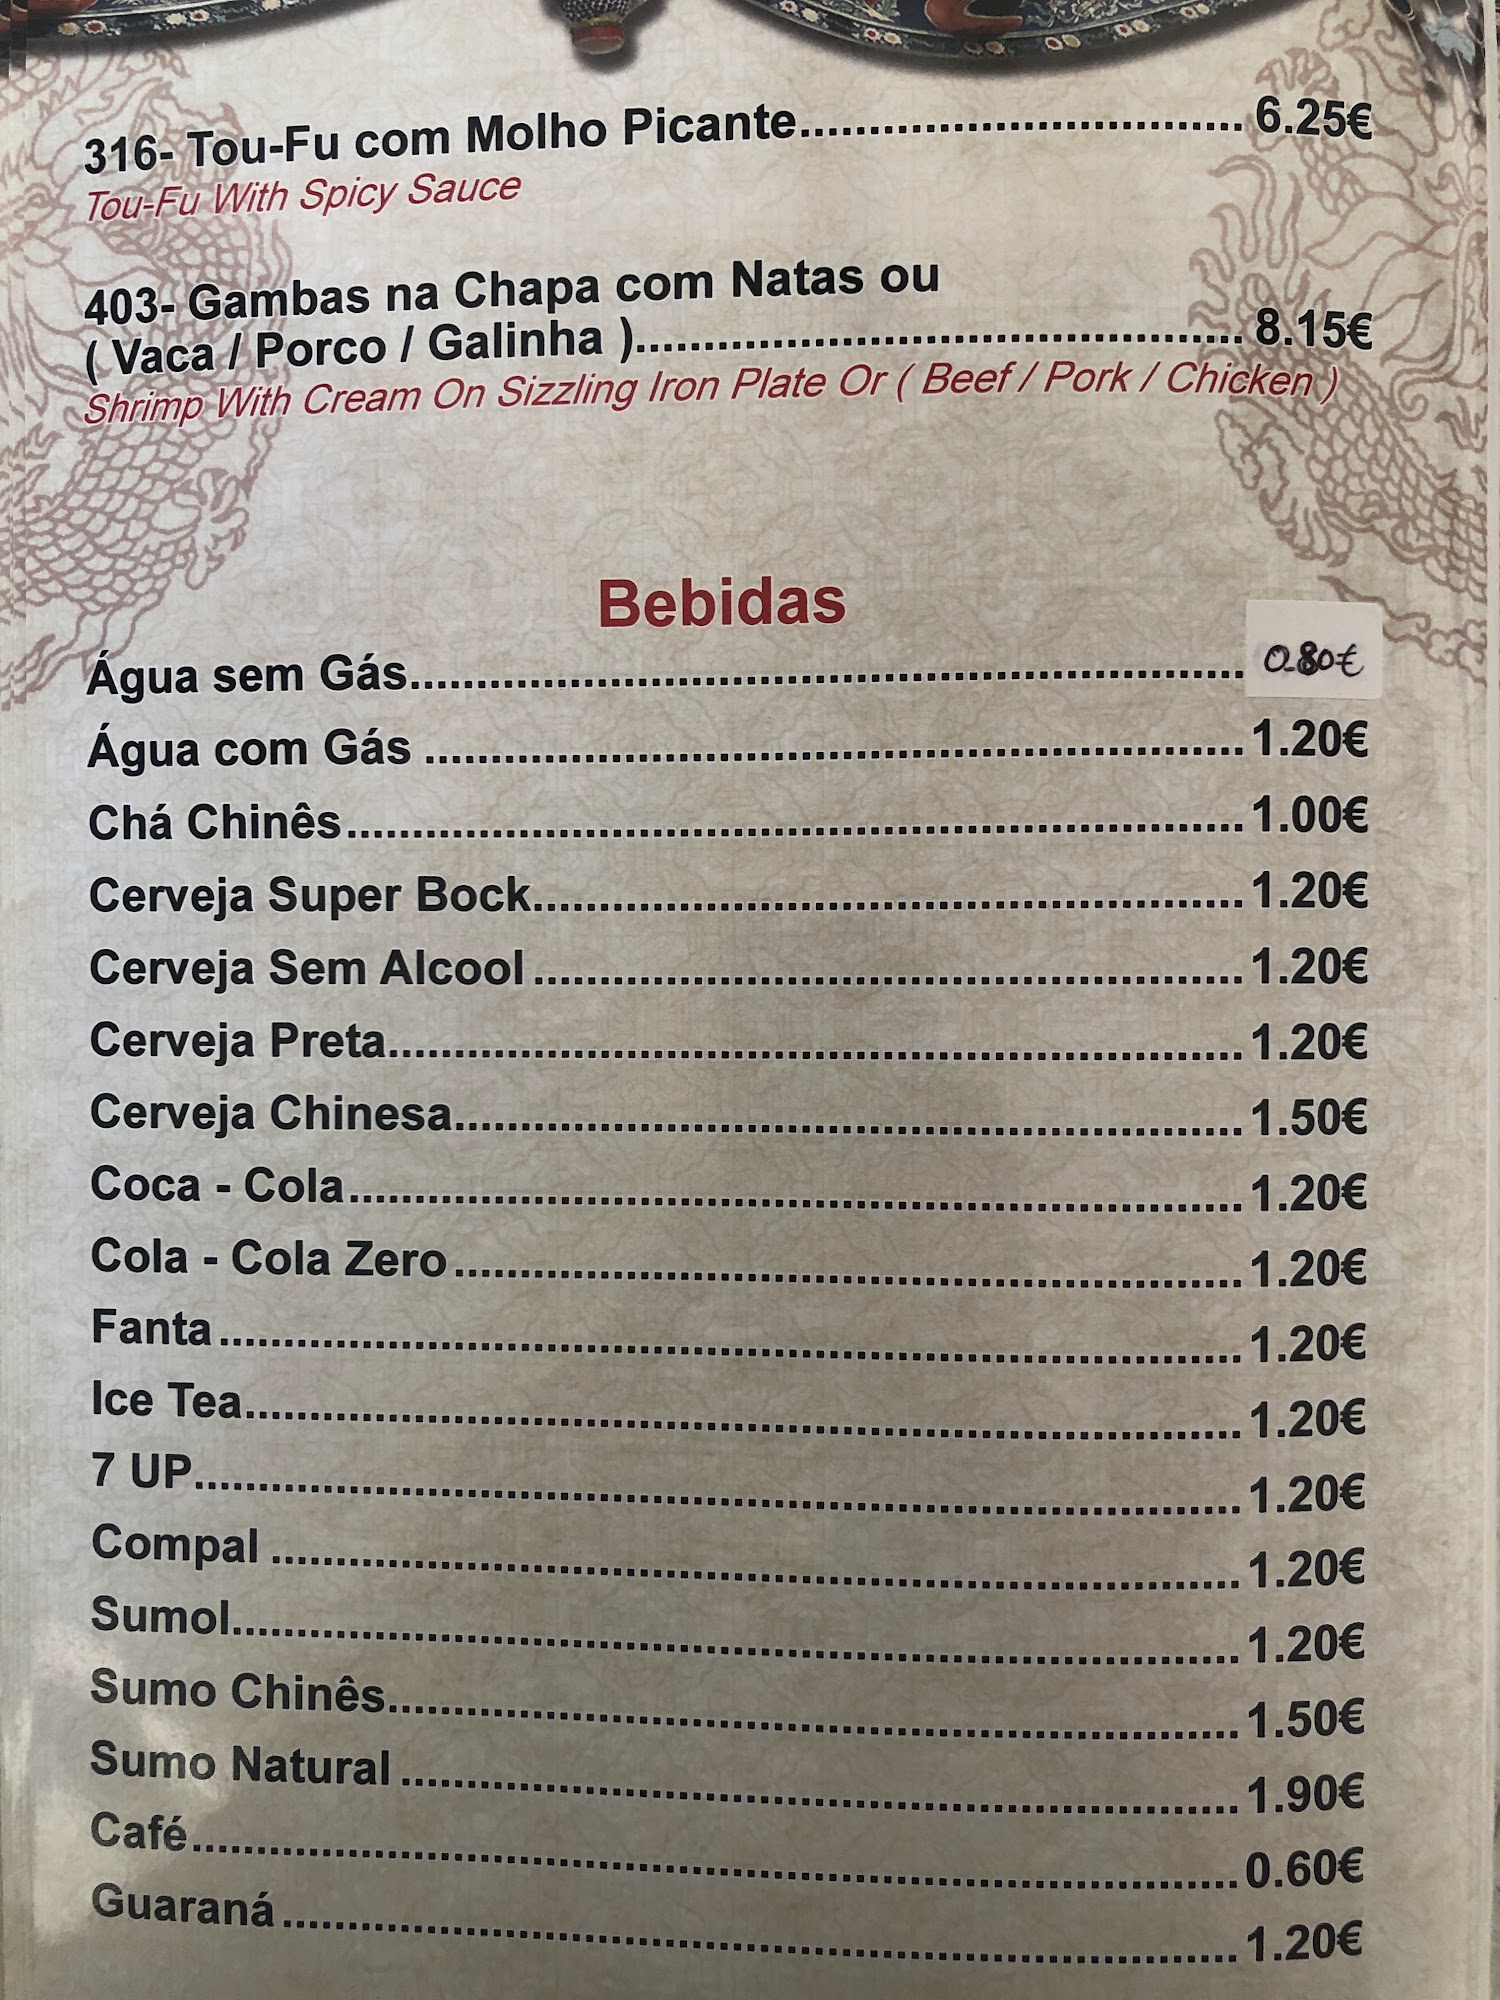 316- Tou-Fu com Molho Picante.......... 6.25€
Tou-Fu With Spicy Sauce
403- Gambas na Chapa com Natas ou
( Vaca / Porco / Galinha ).......... 8.15€
Shrimp With Cream On Sizzling Iron Plate Or ( Beef / Pork / Chicken )
Bebidas
Água sem Gás.......... 0.80€
Água com Gás .......... 1.20€
Chá Chinês.......... 1.00€
Cerveja Super Bock.......... 1.20€
Cerveja Sem Alcool .......... 1.20€
Cerveja Preta.......... 1.20€
Cerveja Chinesa.......... 1.50€
Coca - Cola.......... 1.20€
Cola - Cola Zero .......... 1.20€
Fanta .......... 1.20€
Ice Tea.......... 1.20€
7 UP.......... 1.20€
Compal .......... 1.20€
Sumol.......... 1.20€
Sumo Chinês.......... 1.50€
Sumo Natural .......... 1.90€
Café.......... 0.60€
Guaraná .......... 1.20€